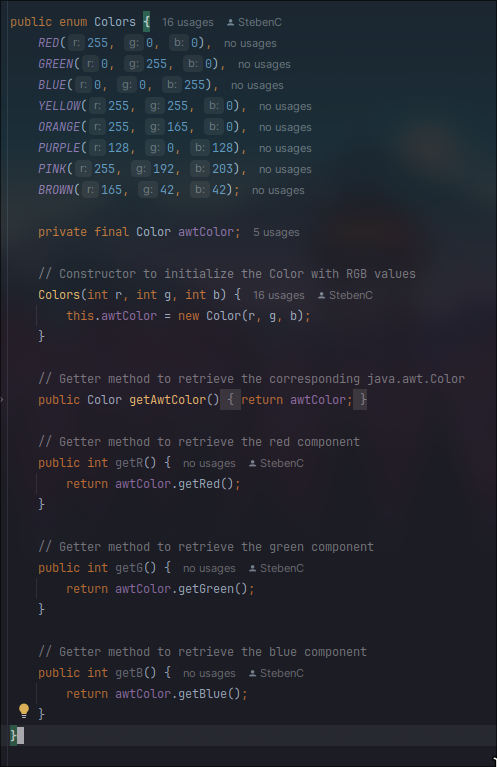 public enum Colors { 16 usages StebenC
RED( r: 255, g: 0, b: 0), no usages
GREEN( r: 0, g: 255, b: 0), no usages
BLUE( r: 0, g: 0, b: 255), no usages
YELLOW( r: 255, g: 255, b: 0), no usages
ORANGE( r: 255, g: 165, b: 0), no usages
PURPLE( r: 128, g: 0, b: 128), no usages
PINK( r: 255, g: 192, b: 203), no usages
BROWN( r: 165, g: 42, b: 42); no usages
private final Color awtColor; 5 usages
// Constructor to initialize the Color with RGB values
Colors(int r, int g, int b) { 16 usages StebenC
this.awtColor = new Color(r, g, b);
}
// Getter method to retrieve the corresponding java.awt.Color
public Color getAwtColor() { return awtColor; }
// Getter method to retrieve the red component
public int getR() { no usages StebenC
return awtColor.getRed();
}
// Getter method to retrieve the green component
public int getG() { no usages StebenC
return awtColor.getGreen();
}
// Getter method to retrieve the blue component
public int getB() { no usages StebenC
return awtColor.getBlue();
}
}